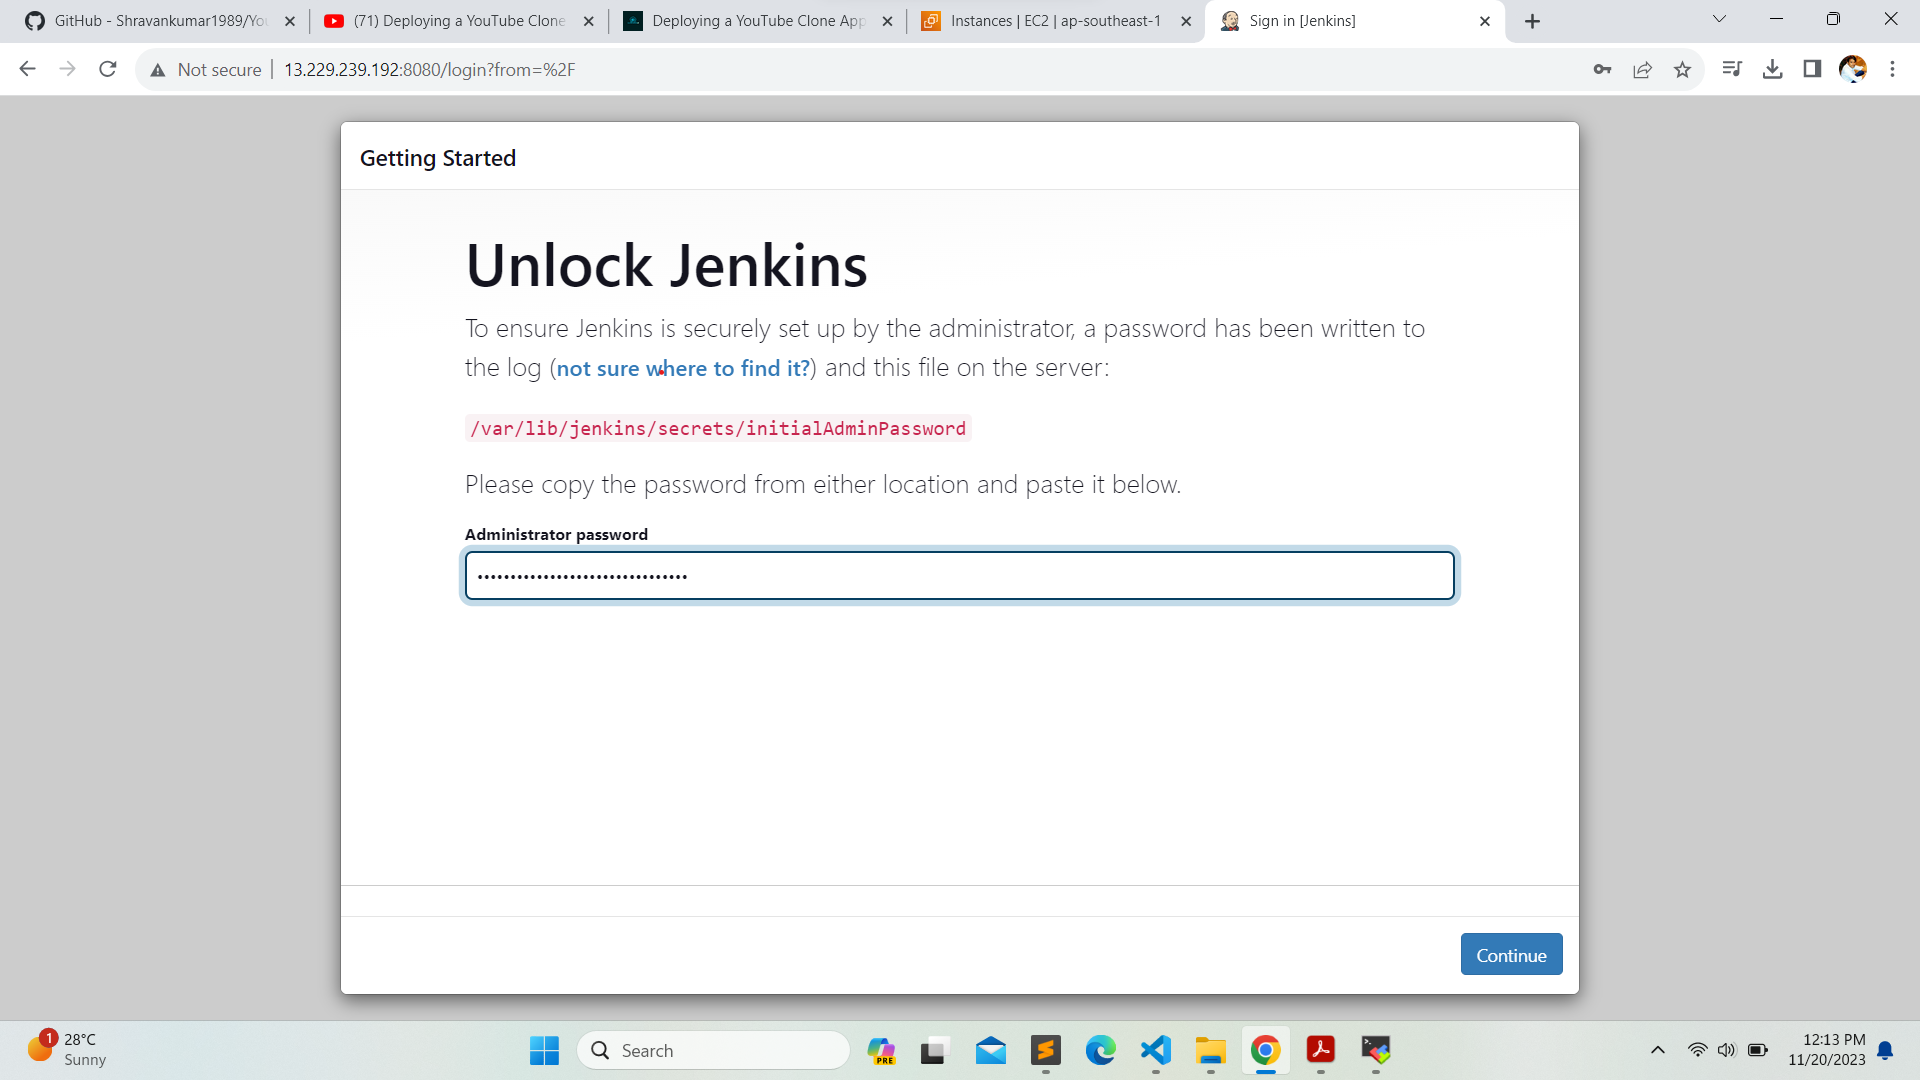 GitHub - Shravankumar1989/You
(71) Deploying a YouTube Clone
Deploying a YouTube Clone App
Instances | EC2 | ap-southeast-1
Sign in [Jenkins]
Not secure
13.229.239.192:8080/login?from=%2F
Getting Started
Unlock Jenkins
To ensure Jenkins is securely set up by the administrator, a password has been written to
the log (not sure where to find it?) and this file on the server:
/var/lib/jenkins/secrets/initialAdminPassword
Please copy the password from either location and paste it below.
Administrator password
••••••••••••••••••••••••••••••••
Continue
1
28°C
Sunny
Search
PRE
12:13 PM
11/20/2023